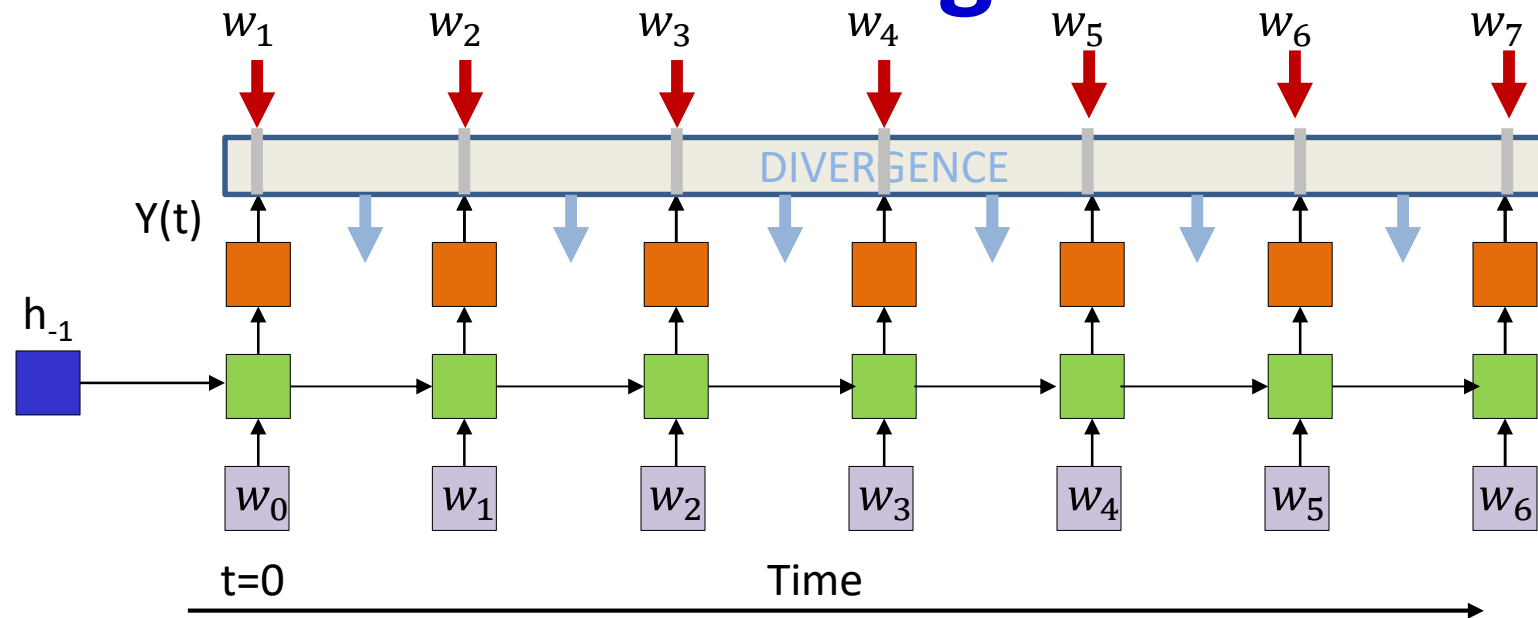 g
w₁ w₂ w₃ w₄ w₅ w₆ w₇
DIVERGENCE
Y(t)
h₋₁
w₀ w₁ w₂ w₃ w₄ w₅ w₆
t=0 Time